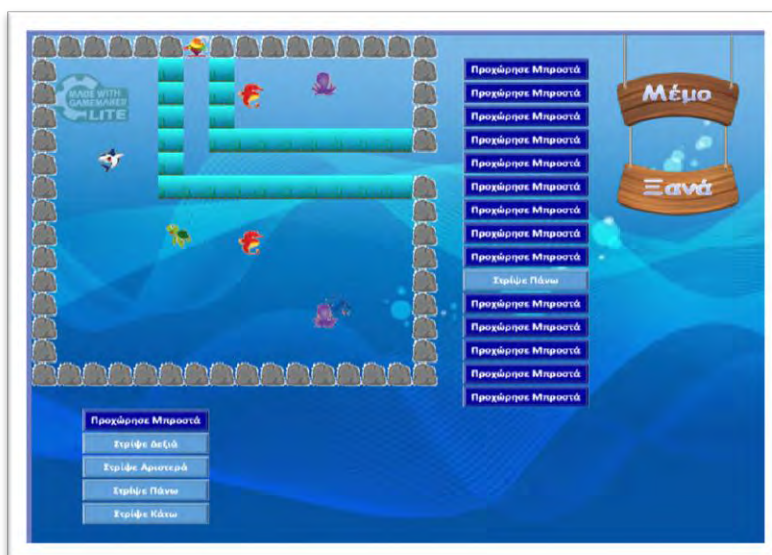 MADE WITH
GAMEMAKER
LITE
Προχώρησε Μπροστά
Προχώρησε Μπροστά
Προχώρησε Μπροστά
Προχώρησε Μπροστά
Προχώρησε Μπροστά
Προχώρησε Μπροστά
Προχώρησε Μπροστά
Προχώρησε Μπροστά
Προχώρησε Μπροστά
Στρίψε Πάνω
Προχώρησε Μπροστά
Προχώρησε Μπροστά
Προχώρησε Μπροστά
Προχώρησε Μπροστά
Προχώρησε Μπροστά
Μέμο
Ξανά
Προχώρησε Μπροστά
Στρίψε Δεξιά
Στρίψε Αριστερά
Στρίψε Πάνω
Στρίψε Κάτω